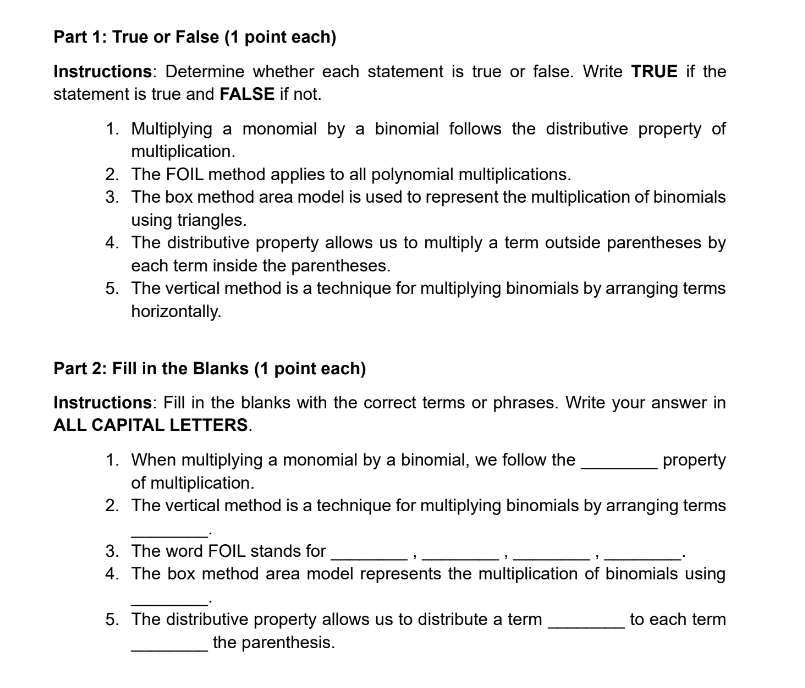 Part 1: True or False (1 point each)
Instructions: Determine whether each statement is true or false. Write TRUE if the
statement is true and FALSE if not.
1. Multiplying a monomial by a binomial follows the distributive property of
multiplication.
2. The FOIL method applies to all polynomial multiplications.
3. The box method area model is used to represent the multiplication of binomials
using triangles.
4. The distributive property allows us to multiply a term outside parentheses by
each term inside the parentheses.
5. The vertical method is a technique for multiplying binomials by arranging terms
horizontally.
Part 2: Fill in the Blanks (1 point each)
Instructions: Fill in the blanks with the correct terms or phrases. Write your answer in
ALL CAPITAL LETTERS.
1. When multiplying a monomial by a binomial, we follow the ________ property
of multiplication.
2. The vertical method is a technique for multiplying binomials by arranging terms
________.
3. The word FOIL stands for ________, ________, ________, ________.
4. The box method area model represents the multiplication of binomials using
________.
5. The distributive property allows us to distribute a term ________ to each term
________ the parenthesis.